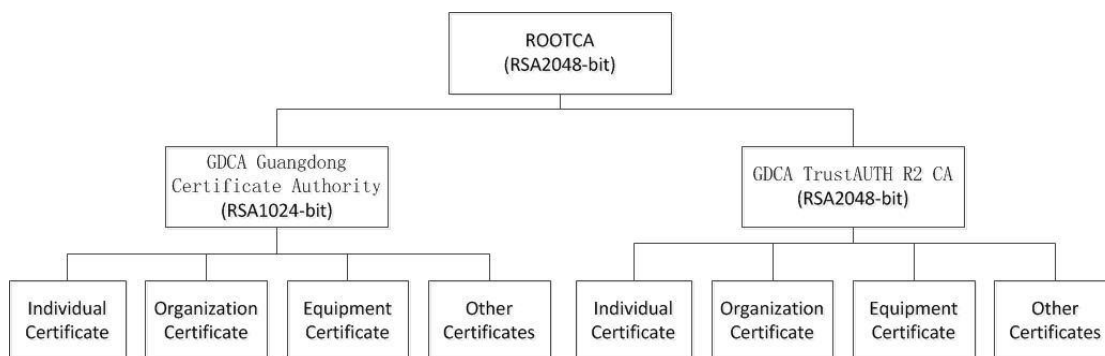 ROOTCA
(RSA2048-bit)
GDCA Guangdong
Certificate Authority
(RSA1024-bit)
GDCA TrustAUTH R2 CA
(RSA2048-bit)
Individual
Certificate
Organization
Certificate
Equipment
Certificate
Other
Certificates
Individual
Certificate
Organization
Certificate
Equipment
Certificate
Other
Certificates